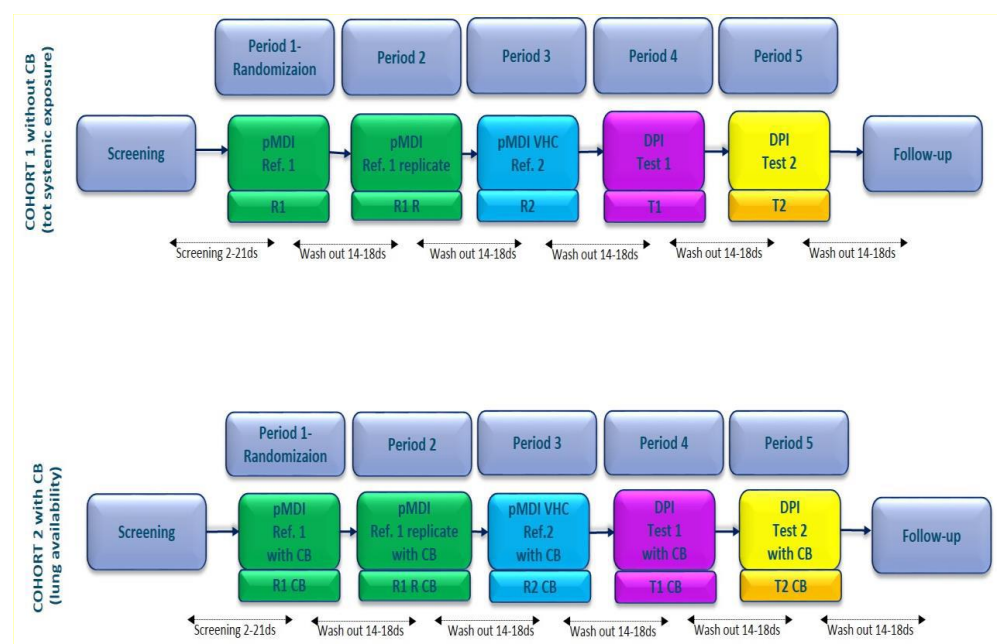 COHORT 1 without CB
(tot systemic exposure)
Period 1-
Randomizaion
Period 2
Period 3
Period 4
Period 5
Screening
pMDI
Ref. 1
pMDI
Ref. 1 replicate
pMDI VHC
Ref. 2
DPI
Test 1
DPI
Test 2
Follow-up
R1
R1 R
R2
T1
T2
Screening 2-21ds
Wash out 14-18ds
Wash out 14-18ds
Wash out 14-18ds
Wash out 14-18ds
Wash out 14-18ds
COHORT 2 with CB
(lung availability)
Period 1-
Randomizaion
Period 2
Period 3
Period 4
Period 5
Screening
pMDI
Ref. 1
with CB
pMDI
Ref. 1 replicate
with CB
pMDI VHC
Ref.2
with CB
DPI
Test 1
with CB
DPI
Test 2
with CB
Follow-up
R1 CB
R1 R CB
R2 CB
T1 CB
T2 CB
Screening 2-21ds
Wash out 14-18ds
Wash out 14-18ds
Wash out 14-18ds
Wash out 14-18ds
Wash out 14-18ds